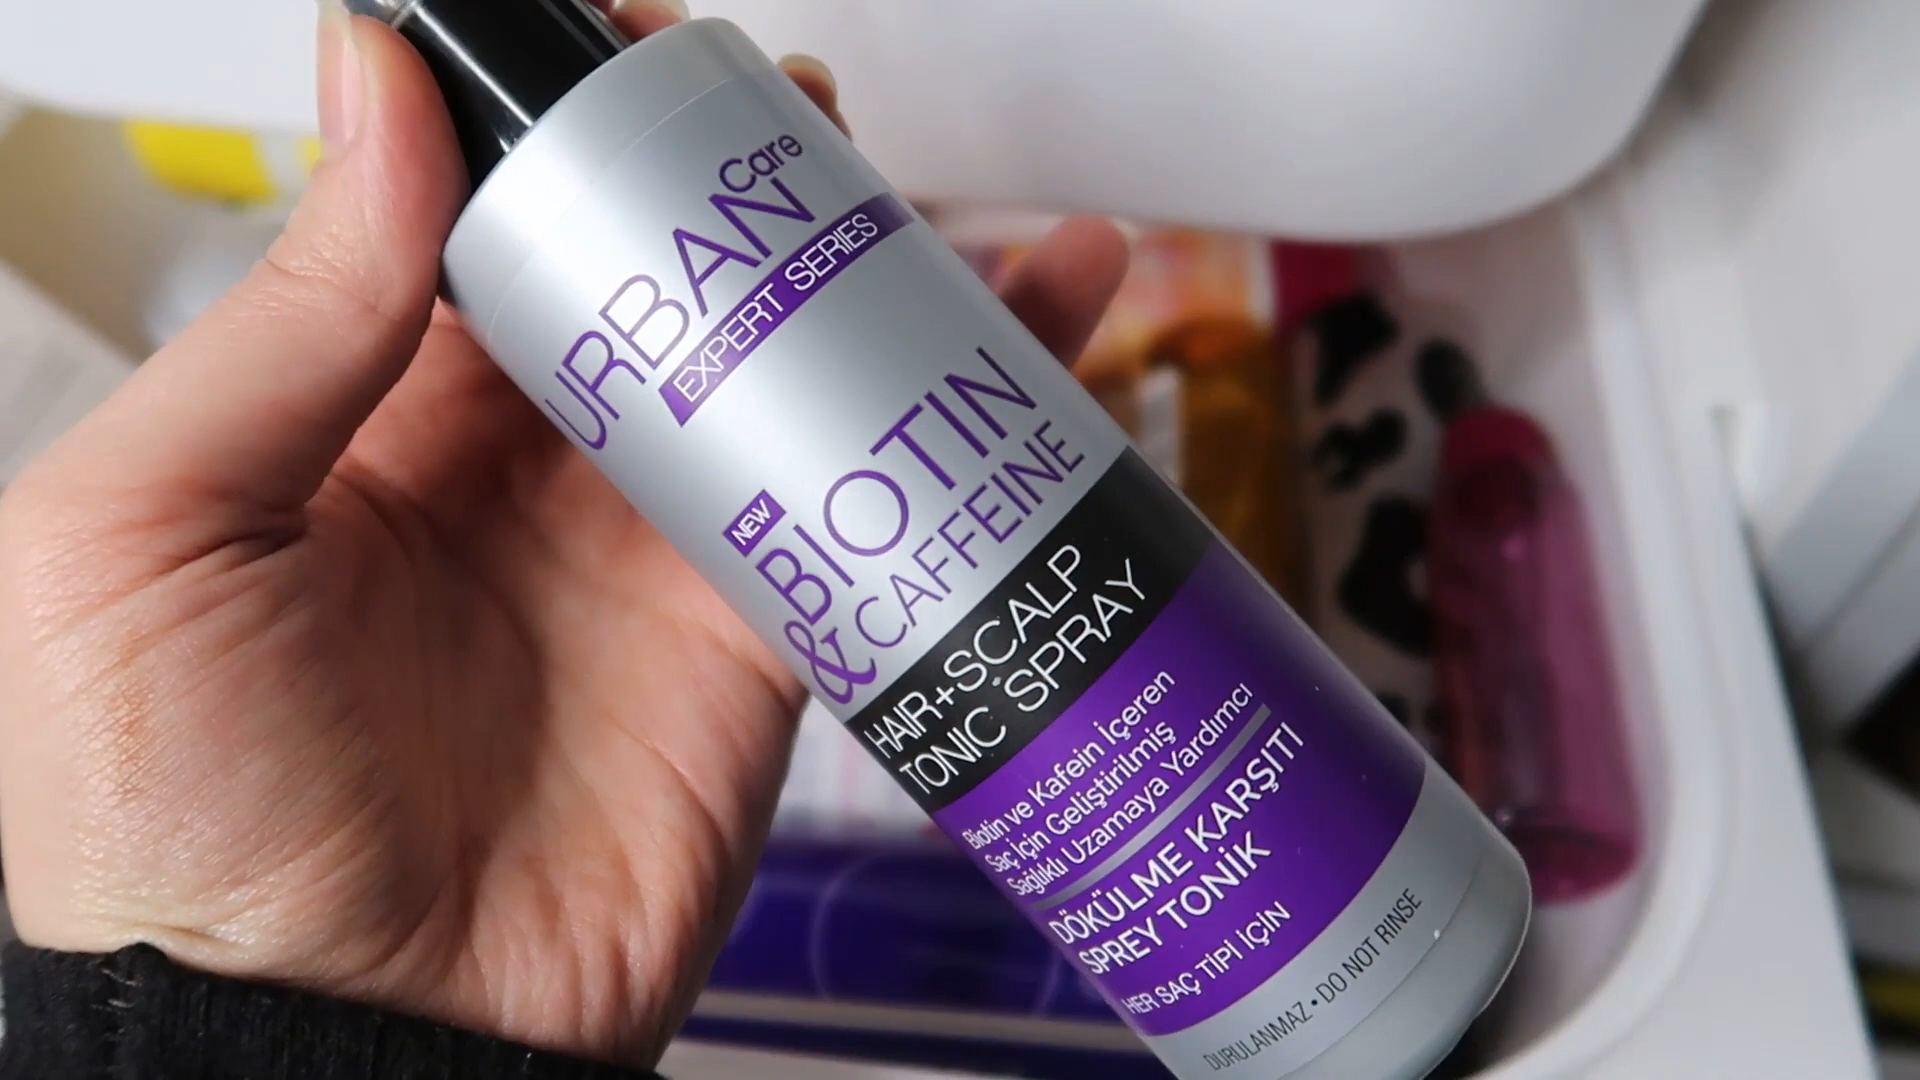 URBAN Care
EXPERT SERIES
NEW
BIOTIN
& CAFFEINE
HAIR+SCALP
TONIC SPRAY
Biotin ve Kafein İçeren
Saç İçin Geliştirilmiş
Sağlıklı Uzamaya Yardımcı
DÖKÜLME KARŞITI
SPREY TONİK
HER SAÇ TİPİ İÇİN
DURULANMAZ • DO NOT RINSE